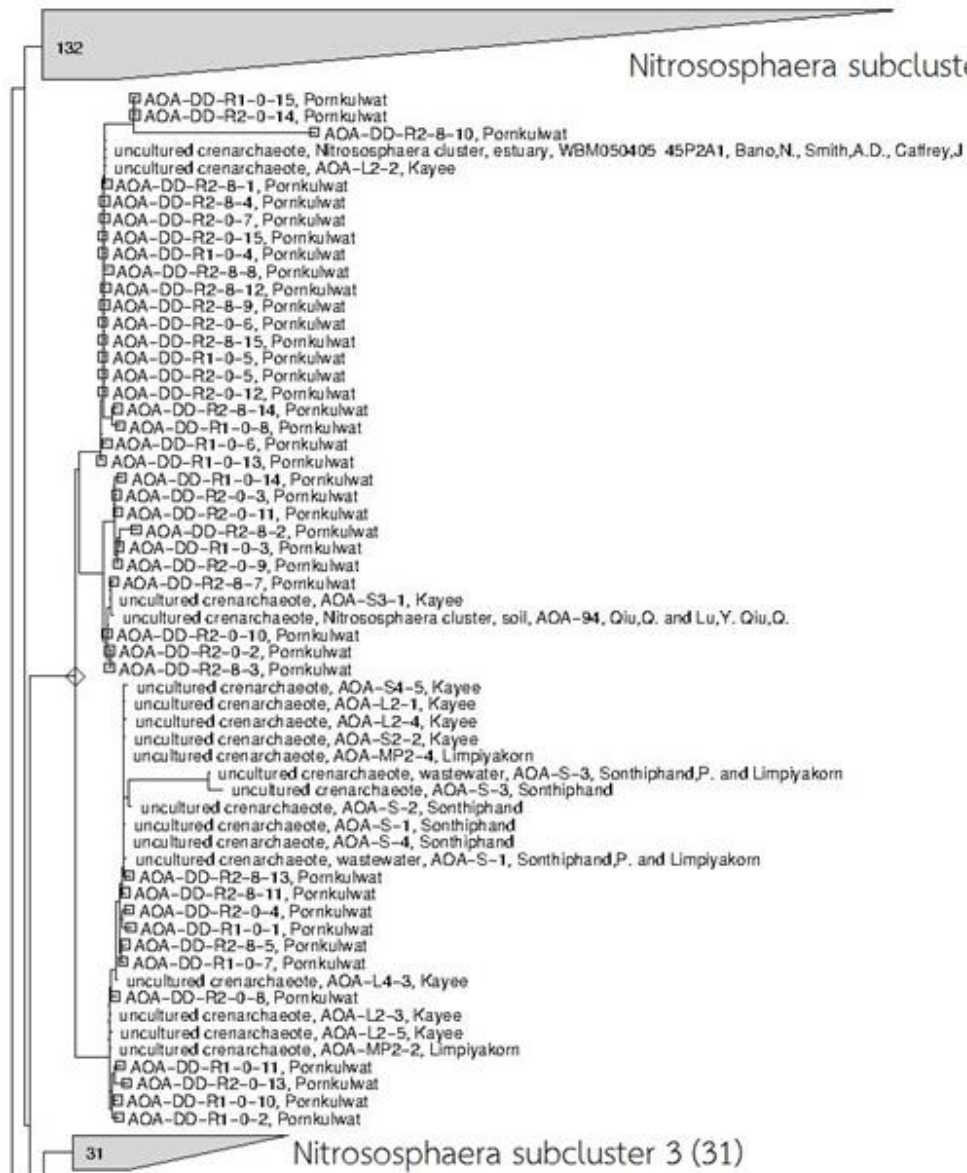 132
Nitrososphaera subcluste
AOA-DD-R1-0-15, Pornkulwat
AOA-DD-R2-0-14, Pornkulwat
AOA-DD-R2-8-10, Pornkulwat
uncultured crenarchaeote, Nitrososphaera cluster, estuary, WBM050405 45P2A1, Bano,N., Smith,A.D., Caffrey,J
uncultured crenarchaeote, AOA-L2-2, Kayee
AOA-DD-R2-8-1, Pornkulwat
AOA-DD-R2-8-4, Pornkulwat
AOA-DD-R2-0-7, Pornkulwat
AOA-DD-R2-0-15, Pornkulwat
AOA-DD-R1-0-4, Pornkulwat
AOA-DD-R2-8-8, Pornkulwat
AOA-DD-R2-8-12, Pornkulwat
AOA-DD-R2-8-9, Pornkulwat
AOA-DD-R2-0-6, Pornkulwat
AOA-DD-R2-8-15, Pornkulwat
AOA-DD-R1-0-5, Pornkulwat
AOA-DD-R2-0-5, Pornkulwat
AOA-DD-R2-0-12, Pornkulwat
AOA-DD-R2-8-14, Pornkulwat
AOA-DD-R1-0-8, Pornkulwat
AOA-DD-R1-0-6, Pornkulwat
AOA-DD-R1-0-13, Pornkulwat
AOA-DD-R1-0-14, Pornkulwat
AOA-DD-R2-0-3, Pornkulwat
AOA-DD-R2-0-11, Pornkulwat
AOA-DD-R2-8-2, Pornkulwat
AOA-DD-R1-0-3, Pornkulwat
AOA-DD-R2-0-9, Pornkulwat
AOA-DD-R2-8-7, Pornkulwat
uncultured crenarchaeote, AOA-S3-1, Kayee
uncultured crenarchaeote, Nitrososphaera cluster, soil, AOA-94, Qiu,Q. and Lu,Y. Qiu,Q.
AOA-DD-R2-0-10, Pornkulwat
AOA-DD-R2-0-2, Pornkulwat
AOA-DD-R2-8-3, Pornkulwat
uncultured crenarchaeote, AOA-S4-5, Kayee
uncultured crenarchaeote, AOA-L2-1, Kayee
uncultured crenarchaeote, AOA-L2-4, Kayee
uncultured crenarchaeote, AOA-S2-2, Kayee
uncultured crenarchaeote, AOA-MP2-4, Limpiyakorn
uncultured crenarchaeote, wastewater, AOA-S-3, Sonthiphand,P. and Limpiyakorn
uncultured crenarchaeote, AOA-S-3, Sonthiphand
uncultured crenarchaeote, AOA-S-2, Sonthiphand
uncultured crenarchaeote, AOA-S-1, Sonthiphand
uncultured crenarchaeote, AOA-S-4, Sonthiphand
uncultured crenarchaeote, wastewater, AOA-S-1, Sonthiphand,P. and Limpiyakorn
AOA-DD-R2-8-13, Pornkulwat
AOA-DD-R2-8-11, Pornkulwat
AOA-DD-R2-0-4, Pornkulwat
AOA-DD-R1-0-1, Pornkulwat
AOA-DD-R2-8-5, Pornkulwat
AOA-DD-R1-0-7, Pornkulwat
uncultured crenarchaeote, AOA-L4-3, Kayee
AOA-DD-R2-0-8, Pornkulwat
uncultured crenarchaeote, AOA-L2-3, Kayee
uncultured crenarchaeote, AOA-L2-5, Kayee
uncultured crenarchaeote, AOA-MP2-2, Limpiyakorn
AOA-DD-R1-0-11, Pornkulwat
AOA-DD-R2-0-13, Pornkulwat
AOA-DD-R1-0-10, Pornkulwat
AOA-DD-R1-0-2, Pornkulwat
31
Nitrososphaera subcluster 3 (31)